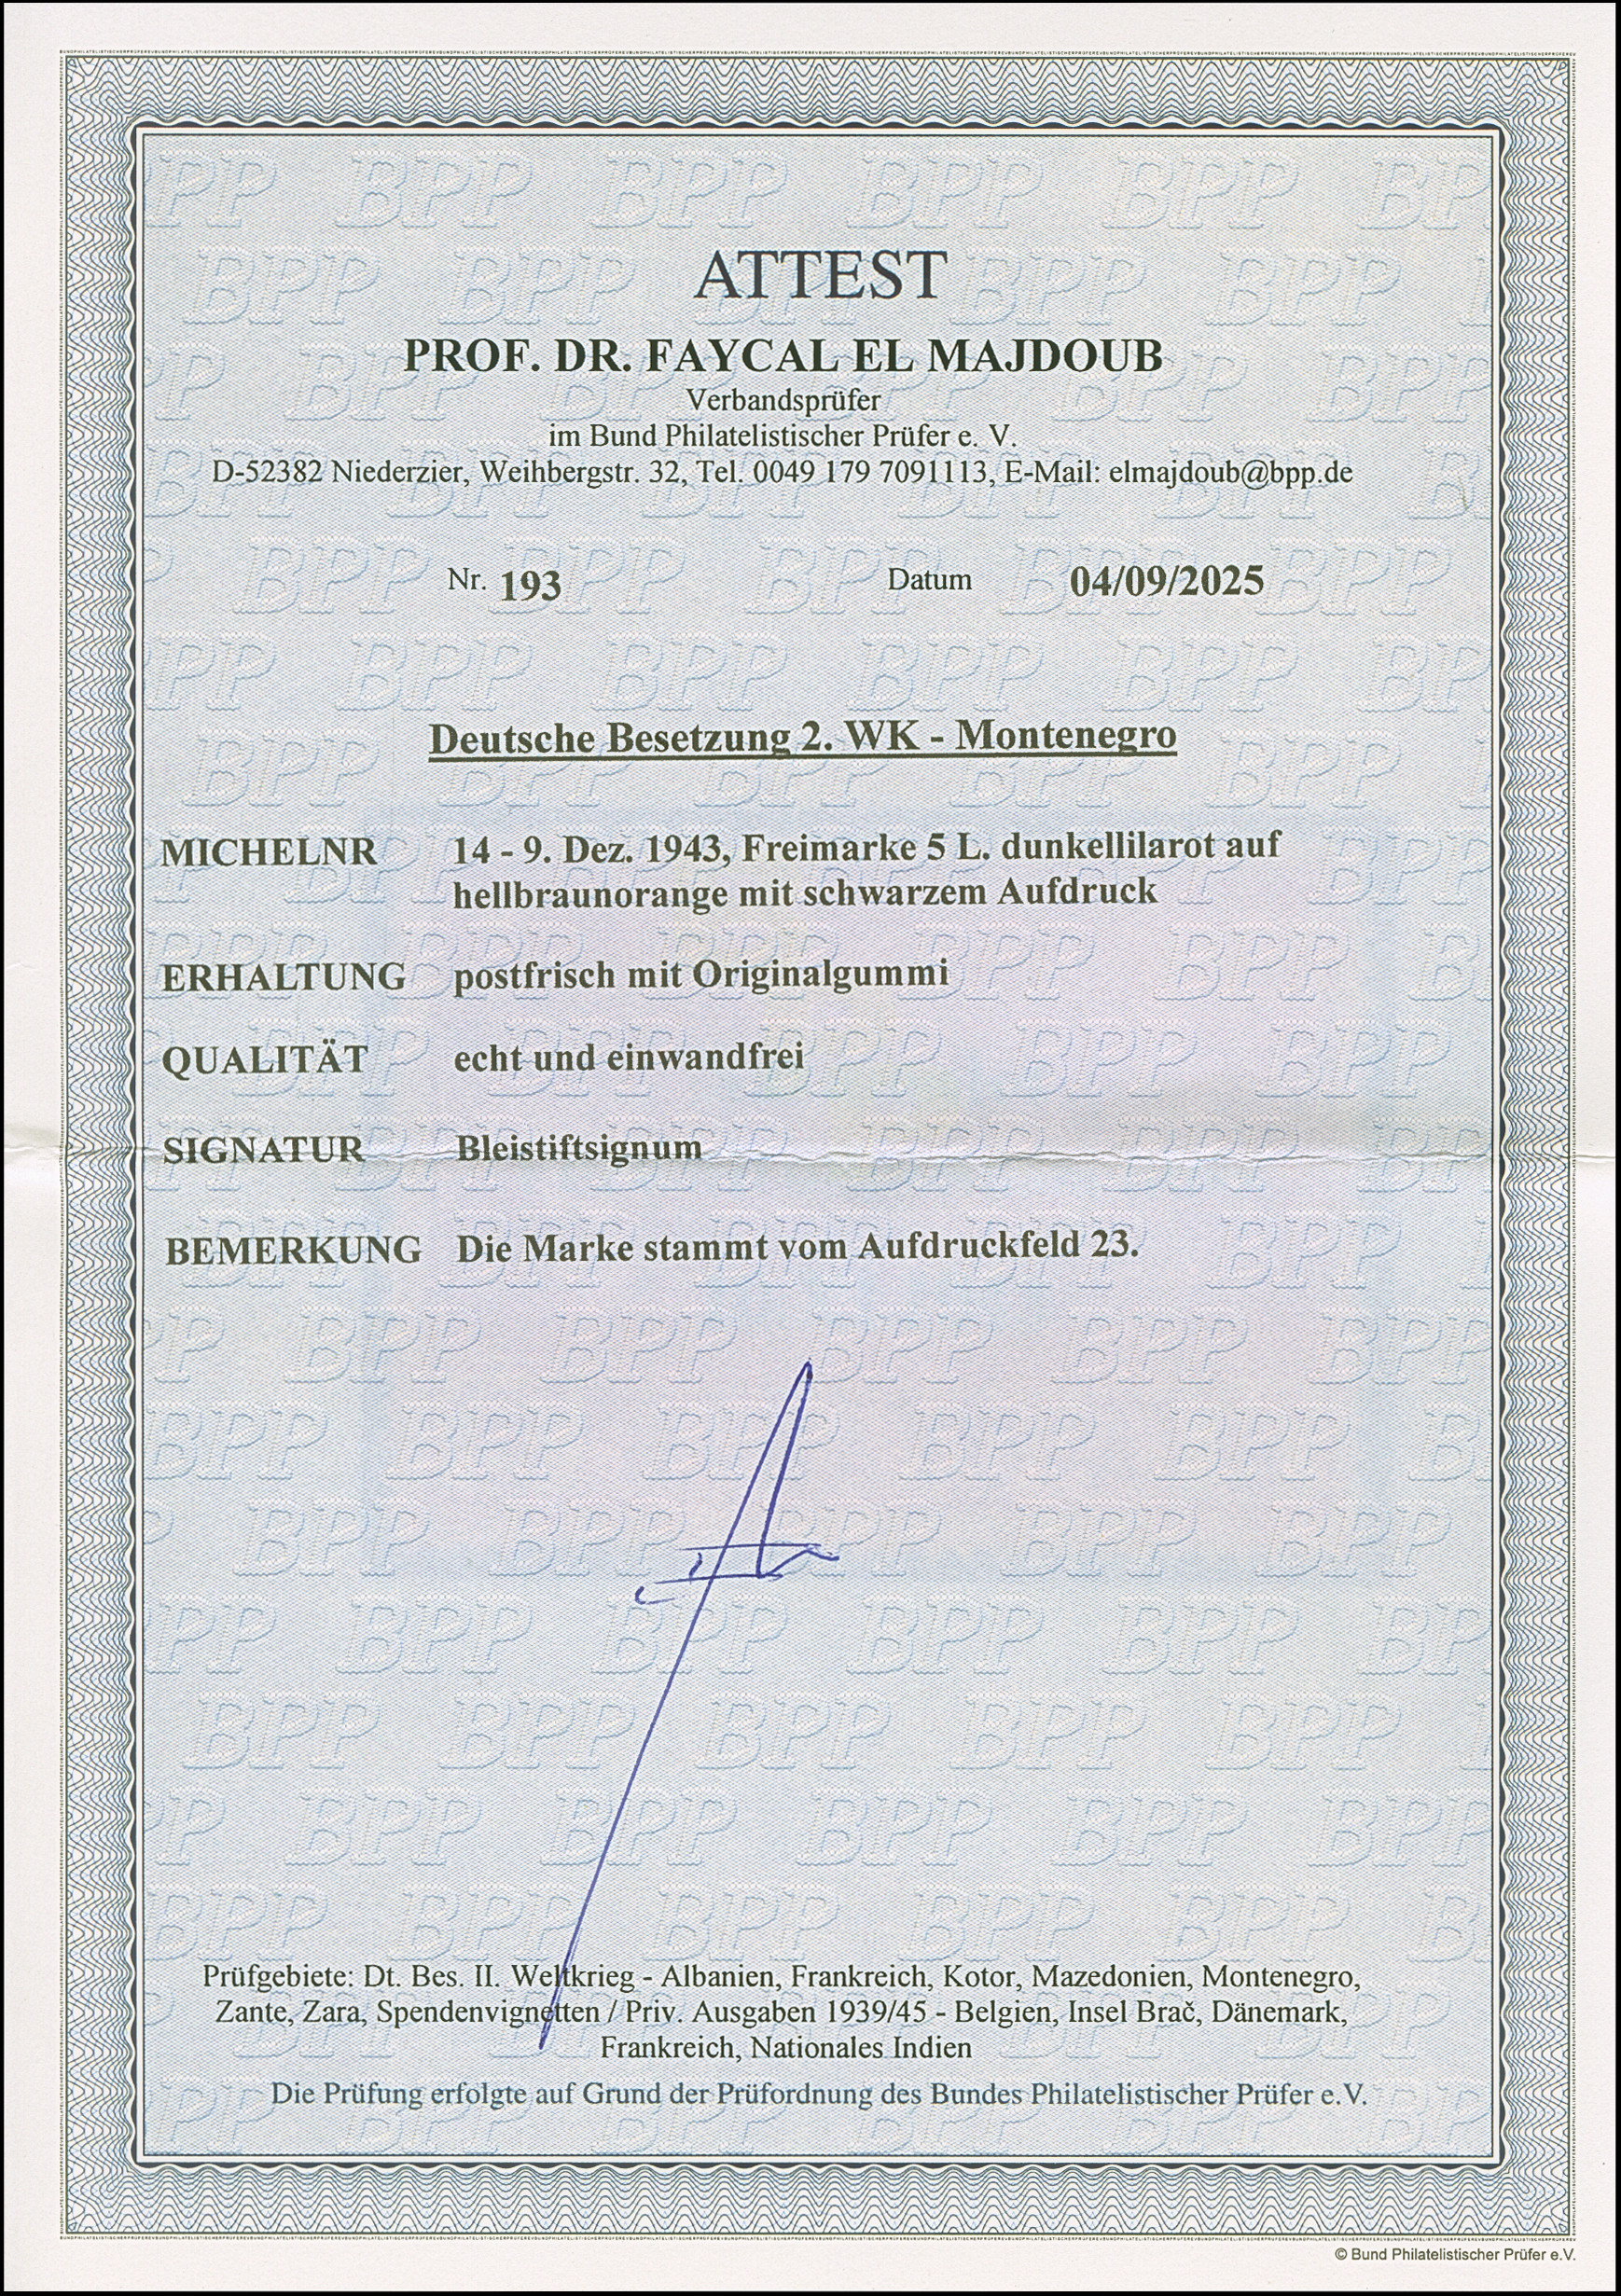 ATTEST
PROF. DR. FAYCAL EL MAJDOUB
Verbandsprüfer
im Bund Philatelistischer Prüfer e. V.
D-52382 Niederzier, Weihbergstr. 32, Tel. 0049 179 7091113, E-Mail: elmajdoub@bpp.de
Nr. 193 Datum 04/09/2025
Deutsche Besetzung 2. WK - Montenegro
MICHELNR 14 - 9. Dez. 1943, Freimarke 5 L. dunkellilarot auf
hellbraunorange mit schwarzem Aufdruck
ERHALTUNG postfrisch mit Originalgummi
QUALITÄT echt und einwandfrei
SIGNATUR Bleistiftsignum
BEMERKUNG Die Marke stammt vom Aufdruckfeld 23.
Prüfgebiete: Dt. Bes. II. Weltkrieg - Albanien, Frankreich, Kotor, Mazedonien, Montenegro,
Zante, Zara, Spendenvignetten / Priv. Ausgaben 1939/45 - Belgien, Insel Brač, Dänemark,
Frankreich, Nationales Indien
Die Prüfung erfolgte auf Grund der Prüfordnung des Bundes Philatelistischer Prüfer e.V.
© Bund Philatelistischer Prüfer e.V.